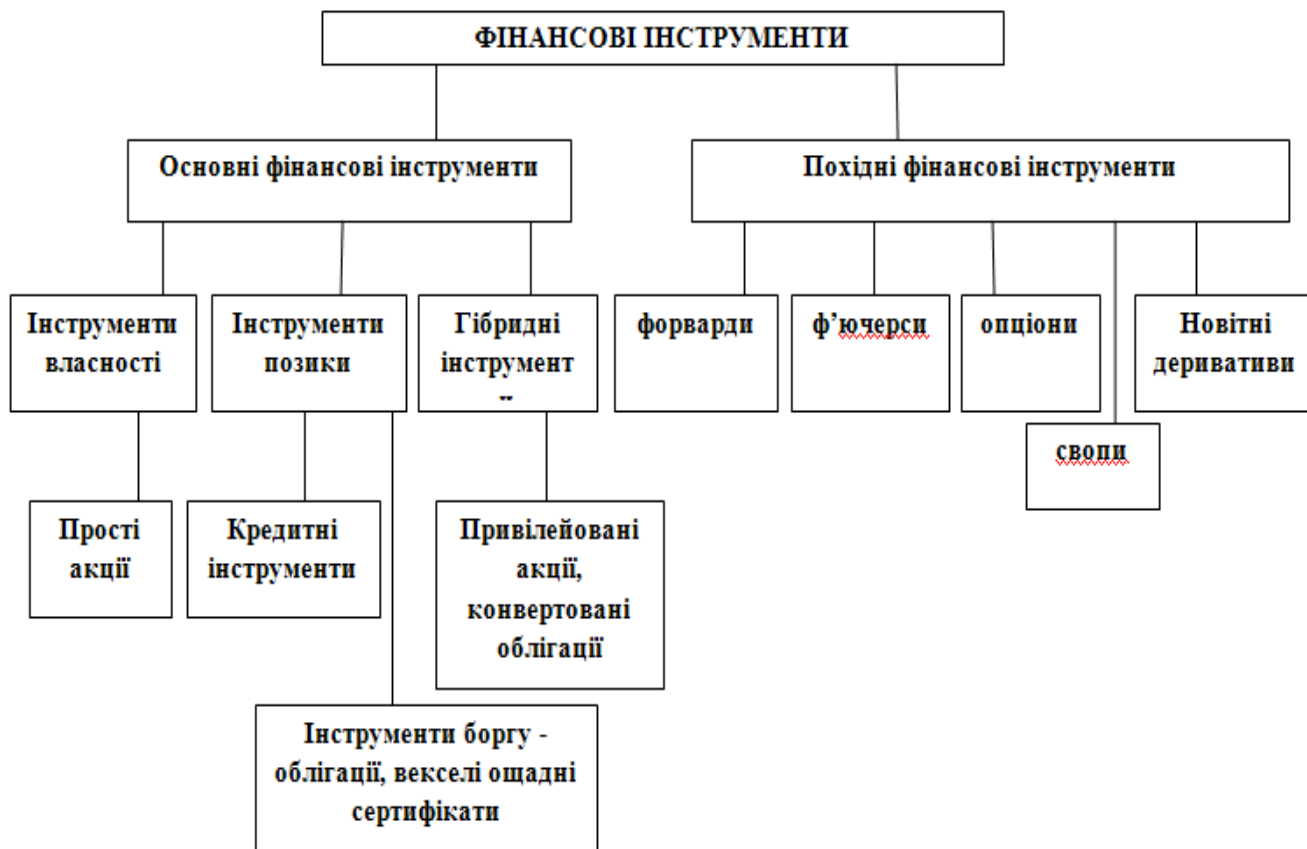 ФІНАНСОВІ ІНСТРУМЕНТИ
Основні фінансові інструменти
Похідні фінансові інструменти
Інструменти
власності
Інструменти
позики
Гібридні
інструмент
и
форварди
ф’ючерси
опціони
Новітні
деривативи
свопи
Прості
акції
Кредитні
інструменти
Привілейовані
акції,
конвертовані
облігації
Інструменти боргу -
облігації, векселі ощадні
сертифікати